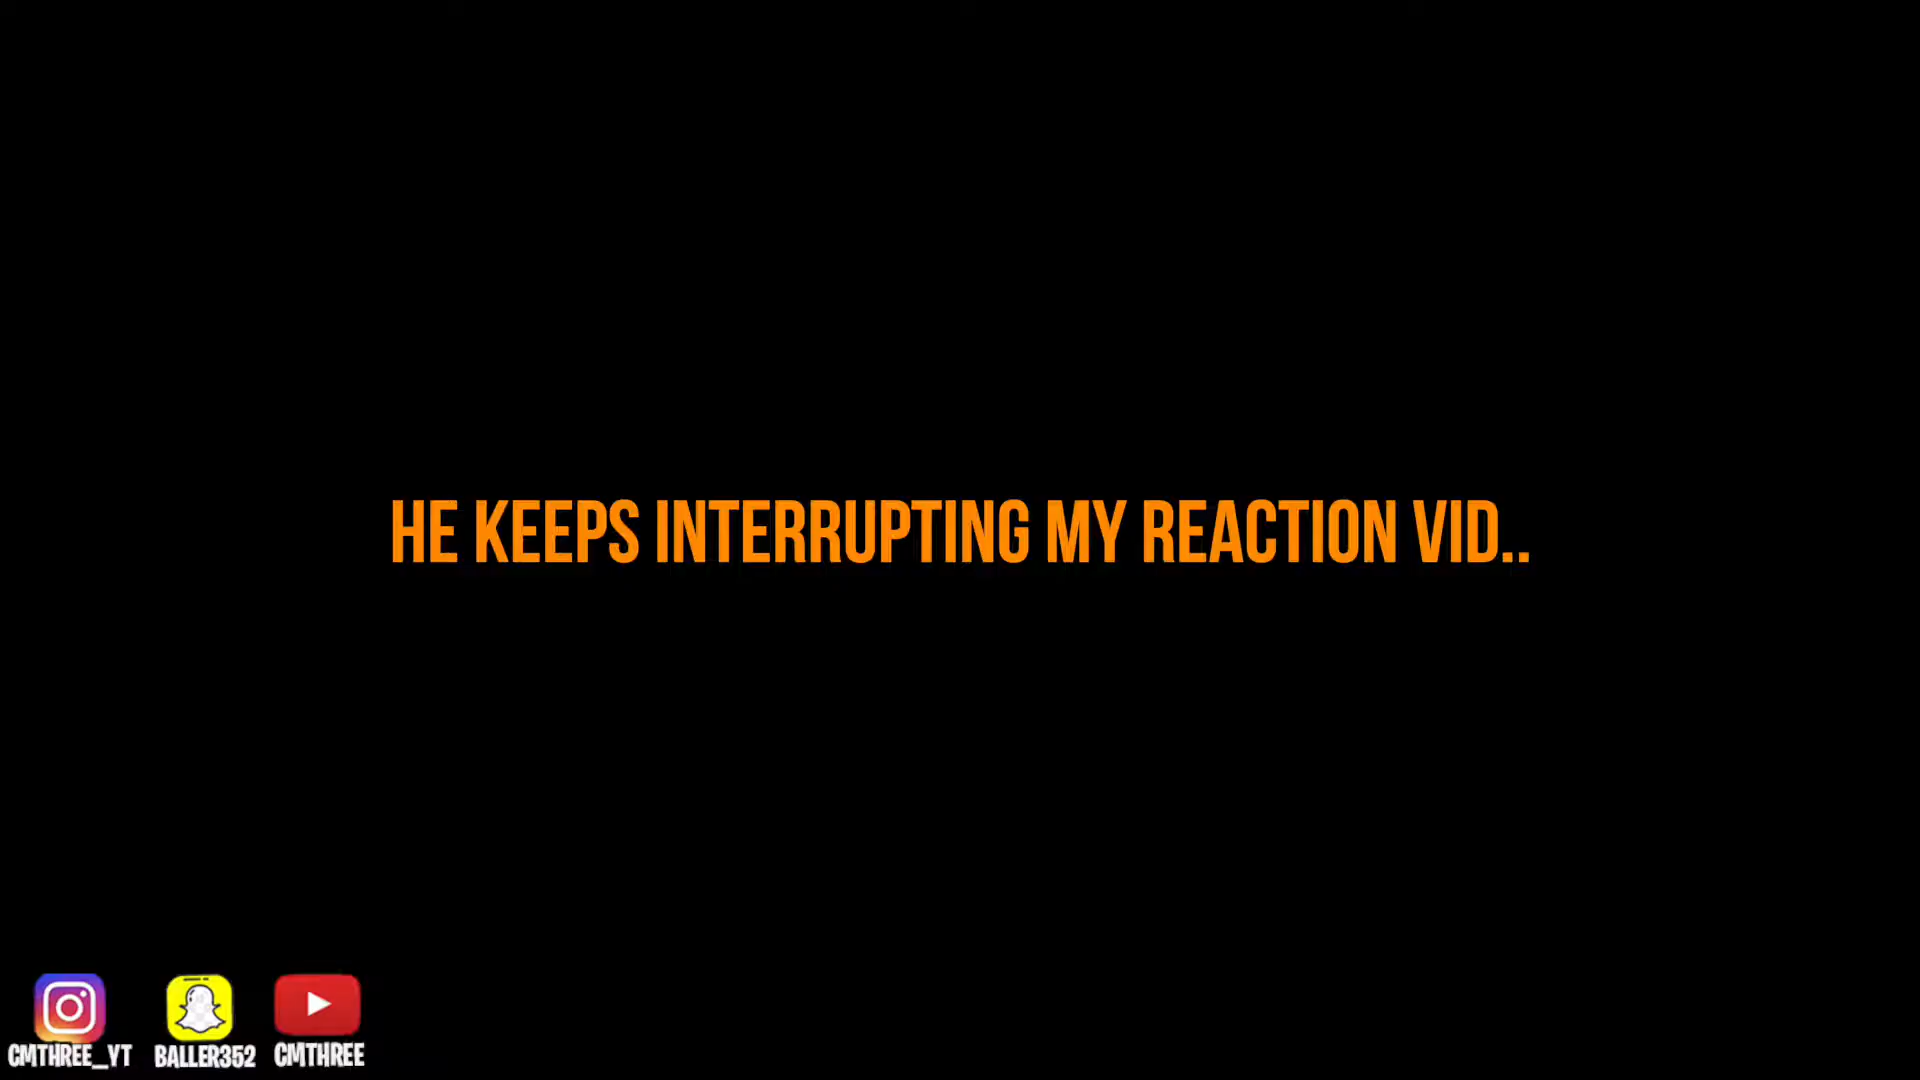 HE KEEPS INTERRUPTING MY REACTION VID..
CMTHREE_YT BALLER352 CMTHREE